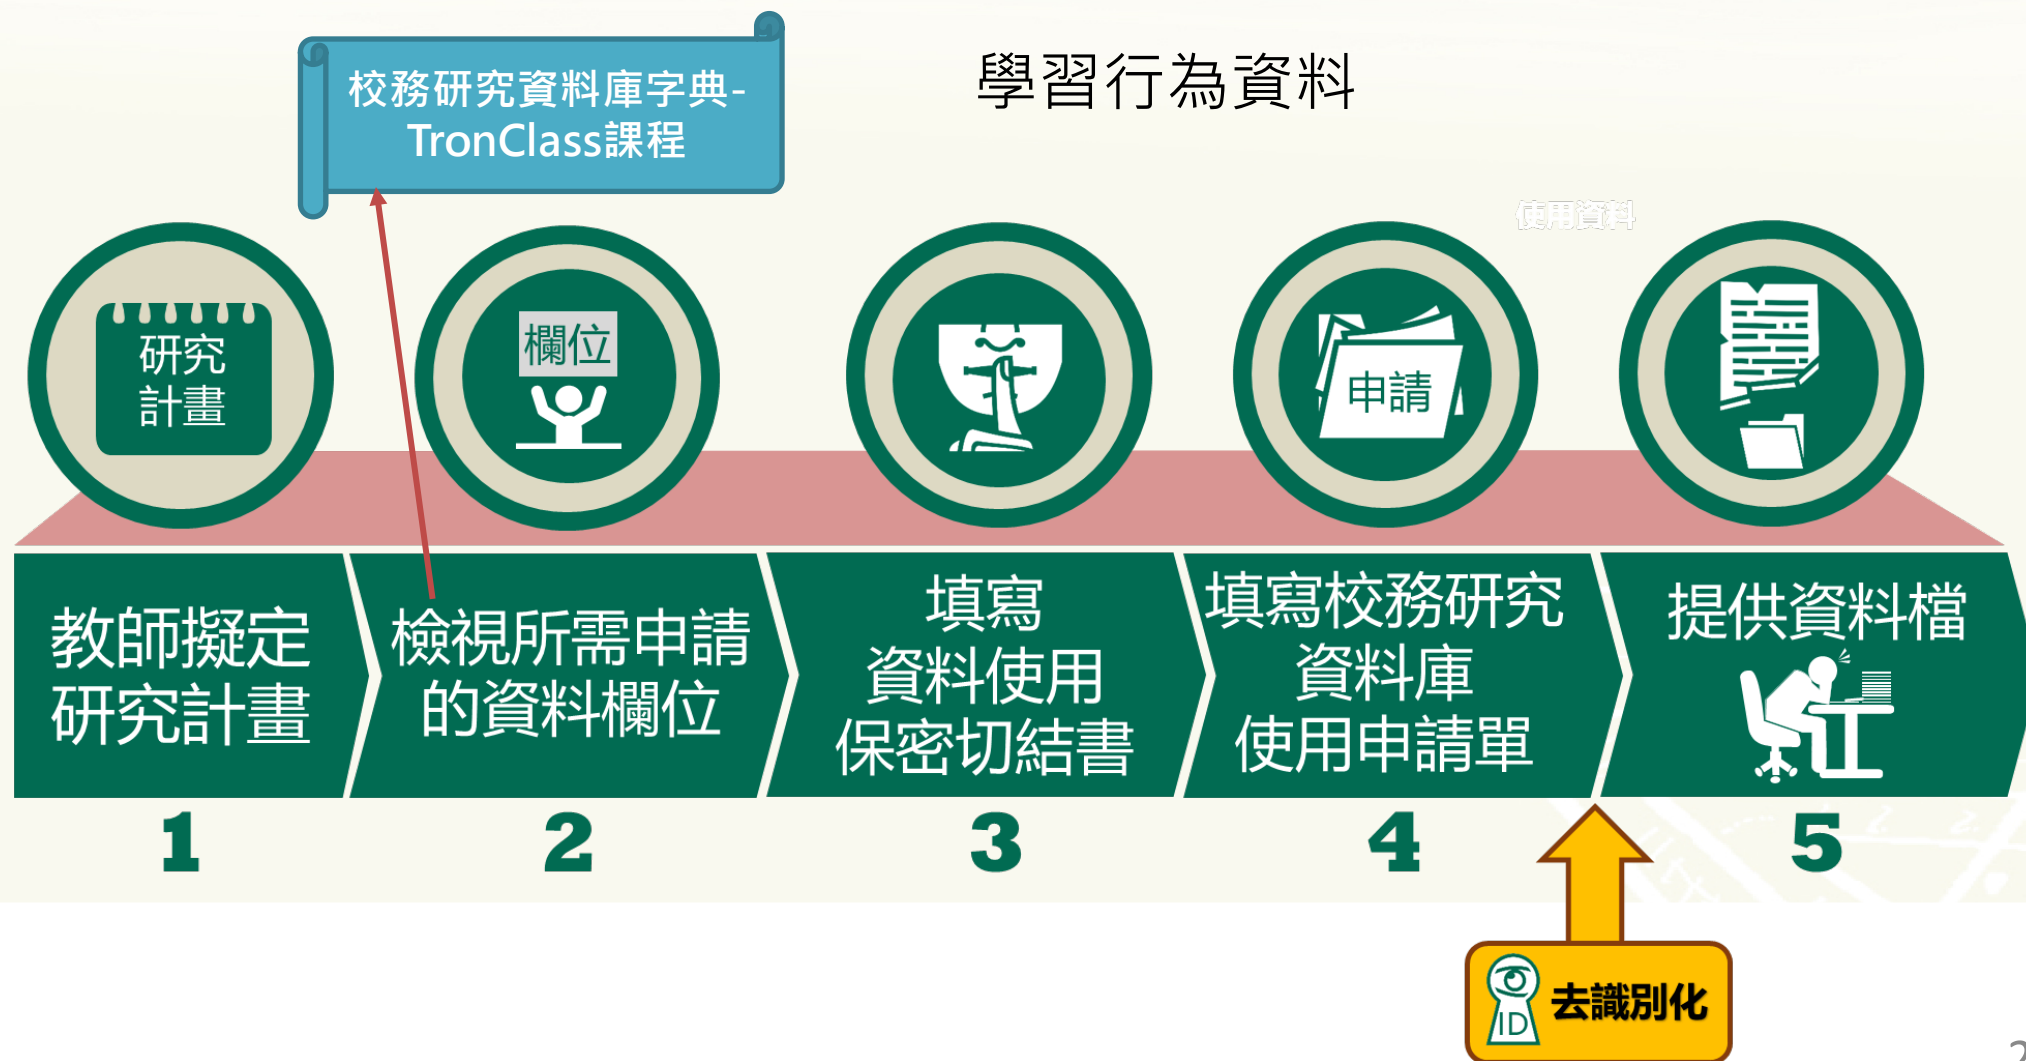 校務研究資料庫字典-
TronClass課程
學習行為資料
使用資料
研究
計畫
欄位
申請
教師擬定
研究計畫
檢視所需申請
的資料欄位
填寫
資料使用
保密切結書
填寫校務研究
資料庫
使用申請單
提供資料檔
1
2
3
4
5
ID
去識別化
2